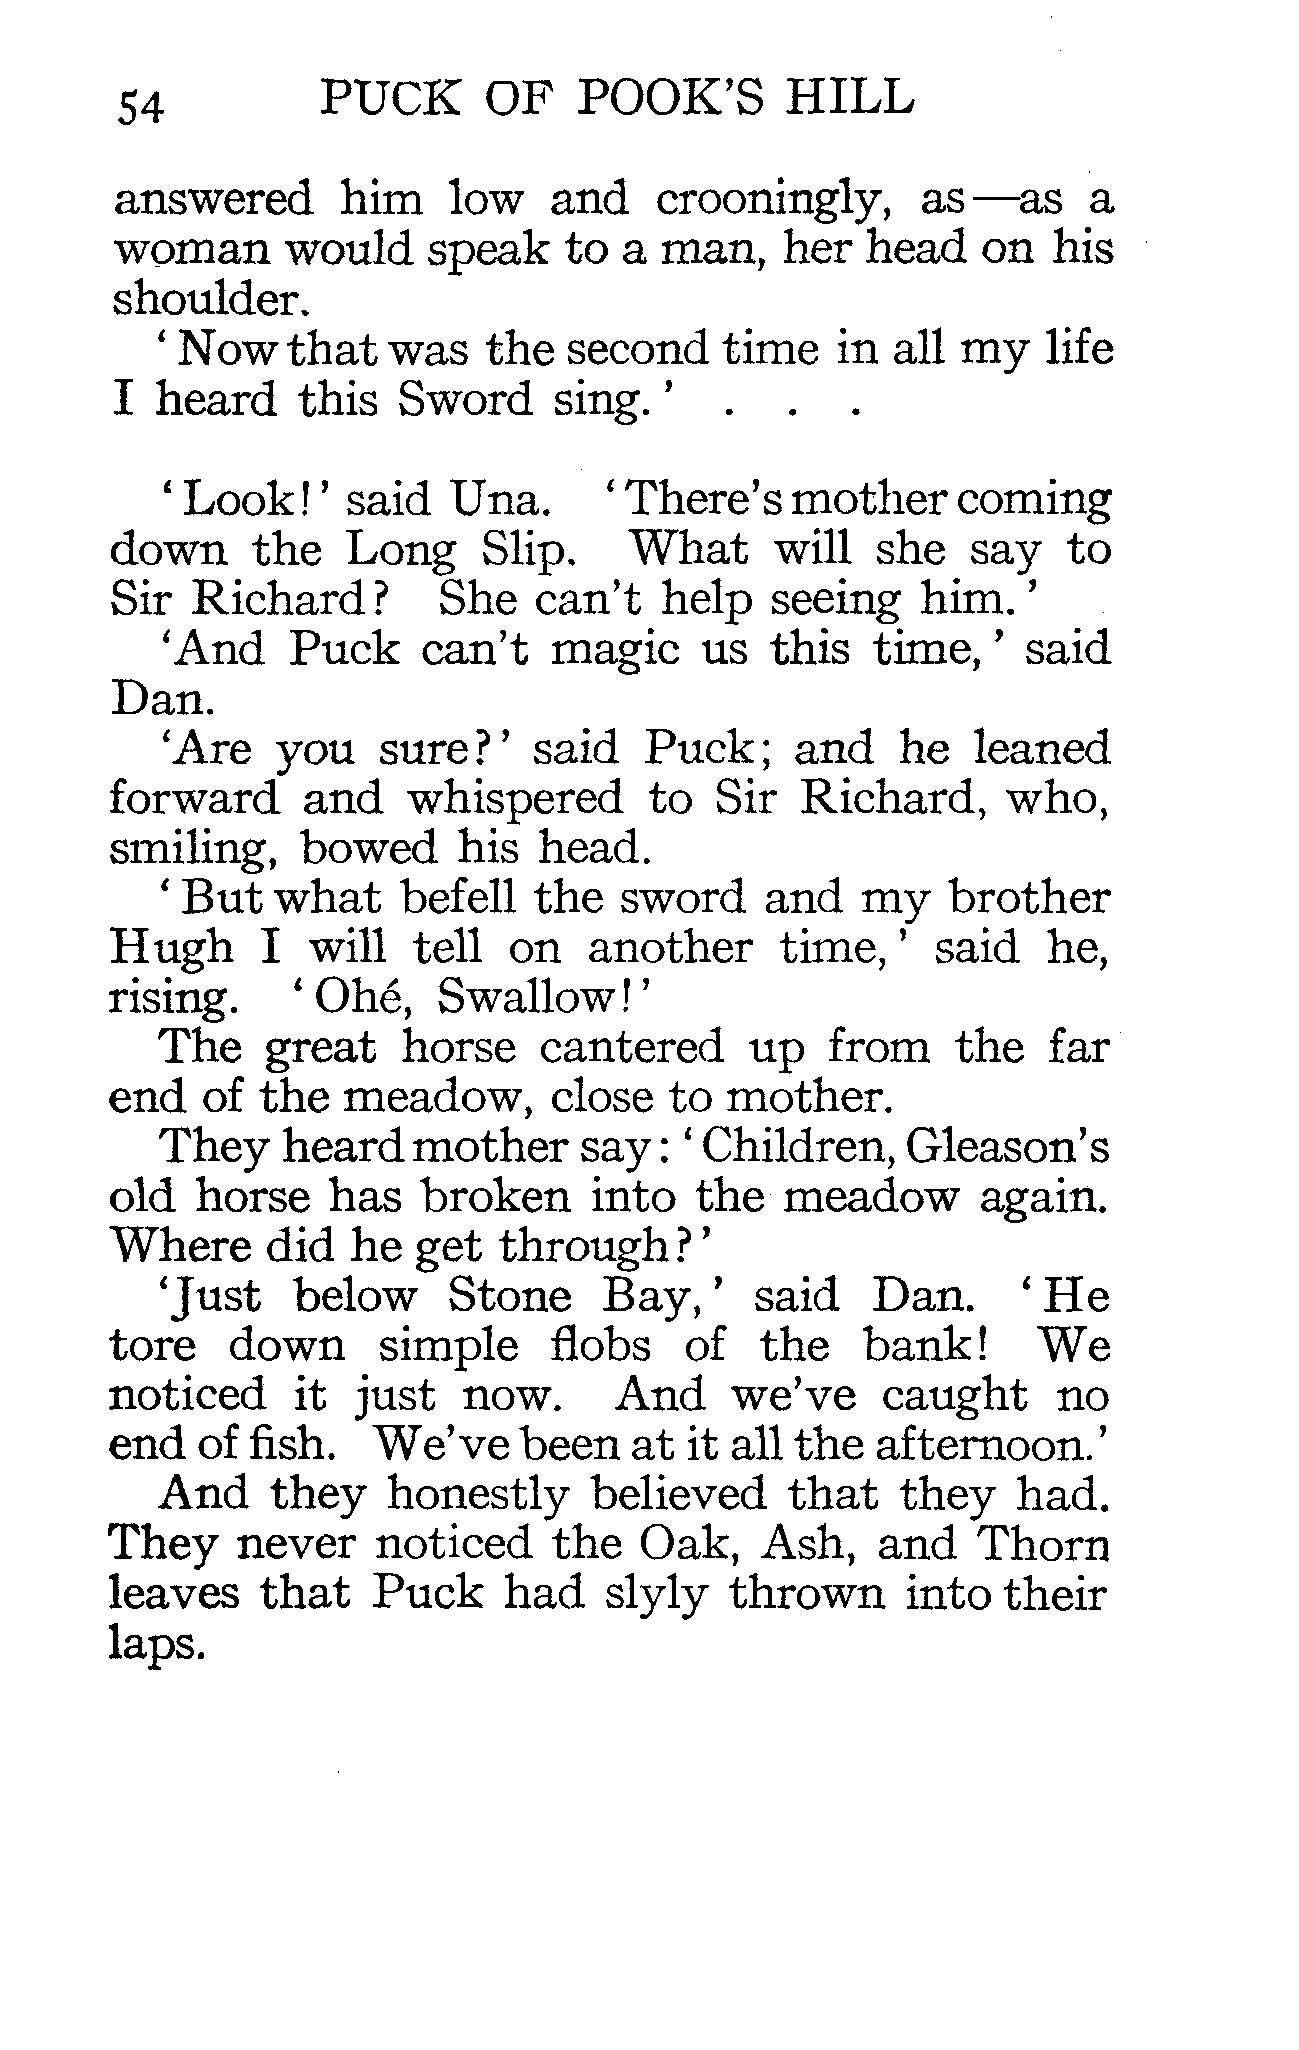 54 PUCK OF POOK'S HILL
answered him low and crooningly, as—as a
woman would speak to a man, her head on his
shoulder.
‘Now that was the second time in all my life
I heard this Sword sing.’ . . .
‘Look!’ said Una. ‘There's mother coming
down the Long Slip. What will she say to
Sir Richard? She can't help seeing him.’
‘And Puck can't magic us this time,’ said
Dan.
‘Are you sure?’ said Puck; and he leaned
forward and whispered to Sir Richard, who,
smiling, bowed his head.
‘But what befell the sword and my brother
Hugh I will tell on another time,’ said he,
rising. ‘Ohé, Swallow!’
The great horse cantered up from the far
end of the meadow, close to mother.
They heard mother say: ‘Children, Gleason's
old horse has broken into the meadow again.
Where did he get through?’
‘Just below Stone Bay,’ said Dan. ‘He
tore down simple flobs of the bank! We
noticed it just now. And we've caught no
end of fish. We've been at it all the afternoon.’
And they honestly believed that they had.
They never noticed the Oak, Ash, and Thorn
leaves that Puck had slyly thrown into their
laps.